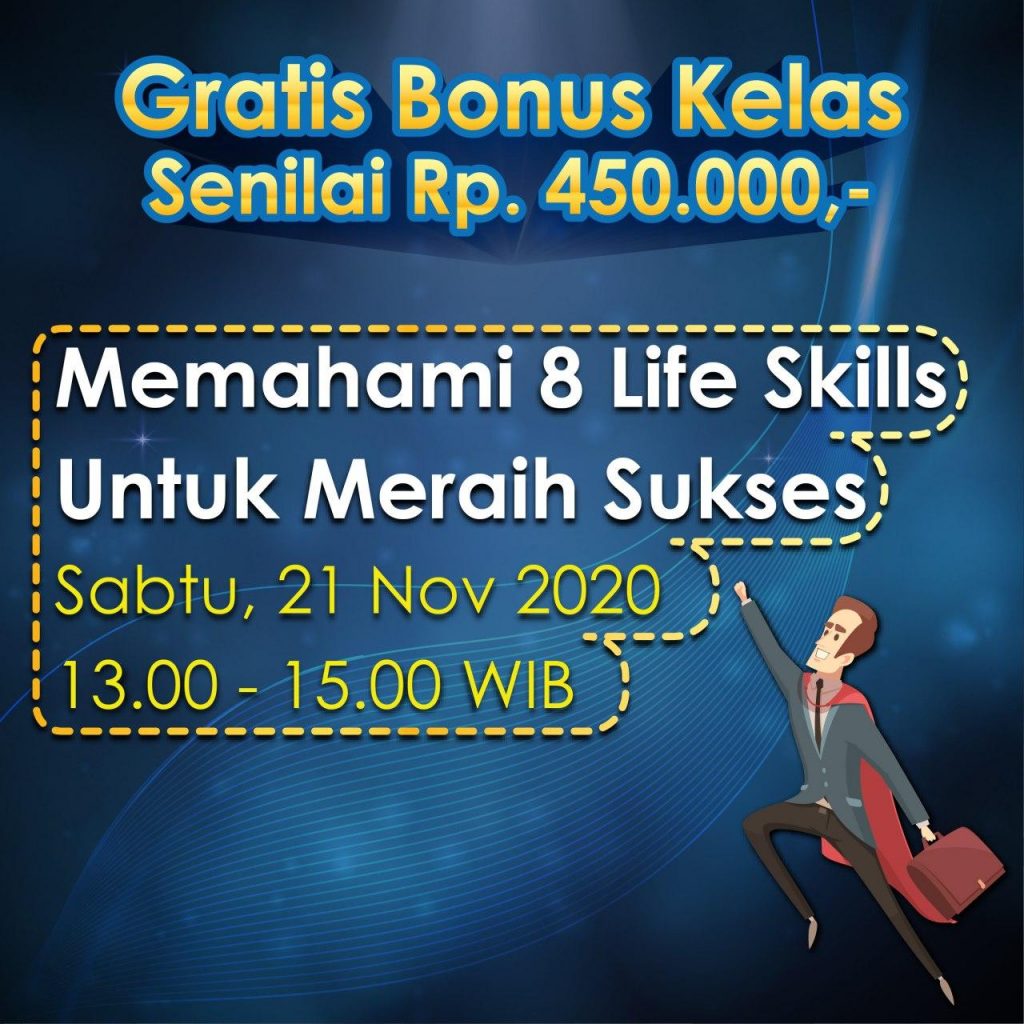 Gratis Bonus Kelas
Senilai Rp. 450.000,-
Memahami 8 Life Skills
Untuk Meraih Sukses
Sabtu, 21 Nov 2020
13.00 - 15.00 WIB